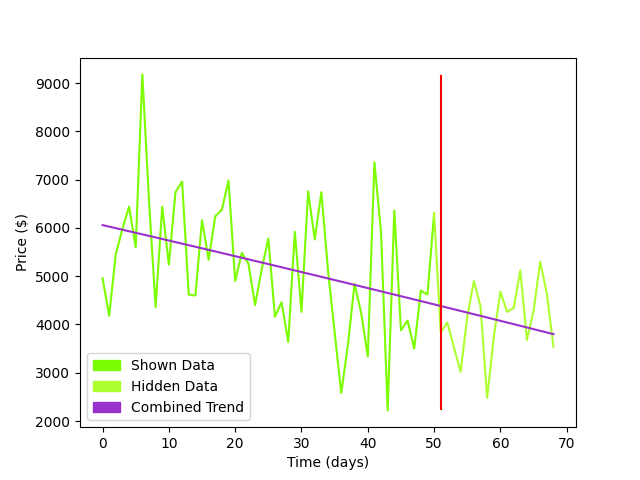 9000
8000
7000
6000
5000
4000
3000
2000
Price ($)
Shown Data
Hidden Data
Combined Trend
0 10 20 30 40 50 60 70
Time (days)